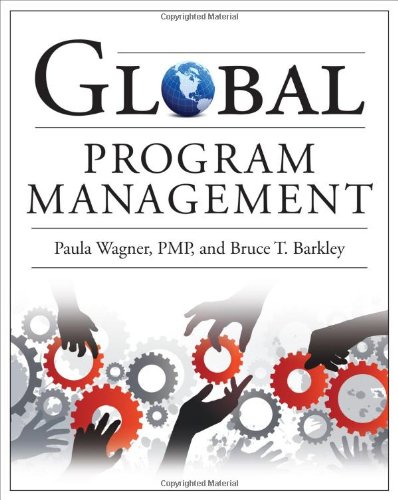 Copyrighted Material
GLOBAL
PROGRAM
MANAGEMENT
Paula Wagner, PMP, and Bruce T. Barkley
Copyrighted Material